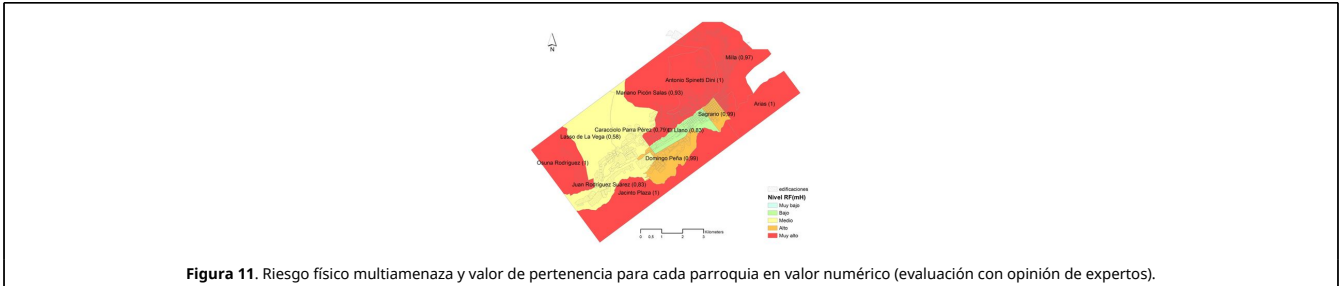 N
Milla (0,97)
Antonio Spinetti Dini (1)
Mariano Picón Salas (0,93)
Arias (1)
Sagrario (0,89)
Caracciolo Parra Pérez (0,79)
El Llano (0,83)
Lasso de La Vega (0,58)
Domingo Peña (0,99)
Osuna Rodríguez (1)
Juan Rodríguez Suárez (0,83)
Jacinto Plaza (1)
edificaciones
Nivel RF(mH)
Muy bajo
Bajo
Medio
Alto
Muy alto
Kilometers
0 0.5 1 2 3
Figura 11. Riesgo físico multiamenaza y valor de pertenencia para cada parroquia en valor numérico (evaluación con opinión de expertos).